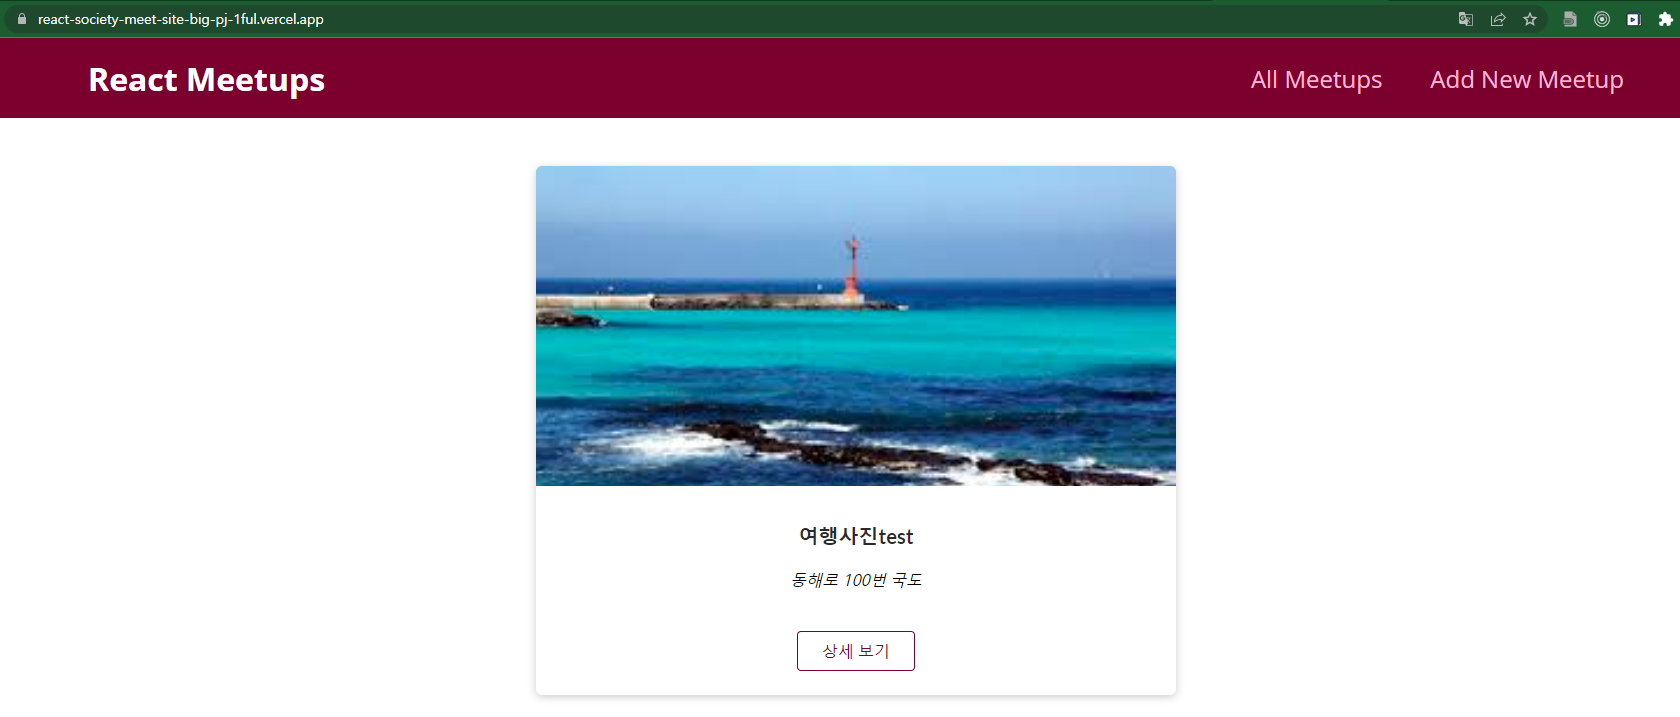 react-society-meet-site-big-pj-1ful.vercel.app
React Meetups
All Meetups
Add New Meetup
여행사진test
동해로 100번 국도
상세 보기